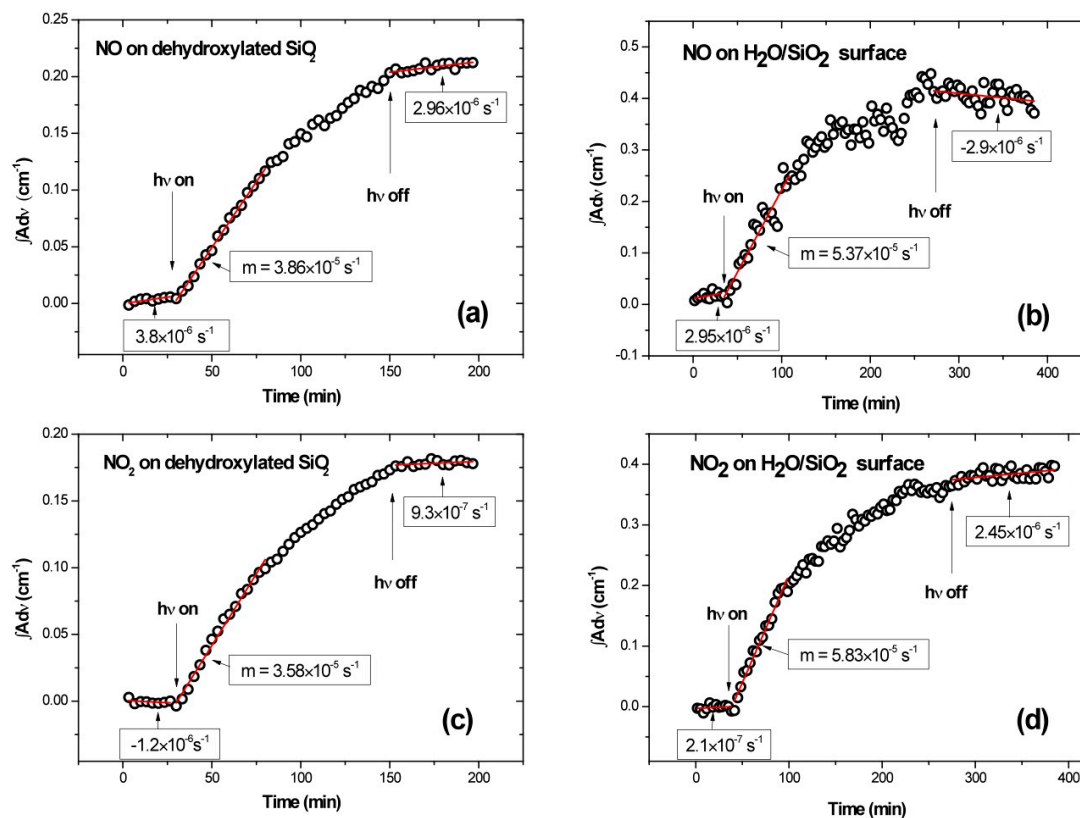 NO on dehydroxylated SiO₂
0.25
0.20
0.15
0.10
0.05
0.00
∫Adν (cm⁻¹)
hν on
hν off
2.96×10⁻⁶ s⁻¹
m = 3.86×10⁻⁵ s⁻¹
3.8×10⁻⁶ s⁻¹
(a)
0 50 100 150 200
Time (min)
NO on H₂O/SiO₂ surface
0.5
0.4
0.3
0.2
0.1
0.0
-0.1
∫Adν (cm⁻¹)
hν on
hν off
-2.9×10⁻⁶ s⁻¹
m = 5.37×10⁻⁵ s⁻¹
2.95×10⁻⁶ s⁻¹
(b)
0 100 200 300 400
Time (min)
NO₂ on dehydroxylated SiO₂
0.20
0.15
0.10
0.05
0.00
∫Adν (cm⁻¹)
hν on
hν off
9.3×10⁻⁷ s⁻¹
m = 3.58×10⁻⁵ s⁻¹
-1.2×10⁻⁶s⁻¹
(c)
0 50 100 150 200
Time (min)
NO₂ on H₂O/SiO₂ surface
0.4
0.3
0.2
0.1
0.0
∫Adν (cm⁻¹)
hν on
hν off
2.45×10⁻⁶ s⁻¹
m = 5.83×10⁻⁵ s⁻¹
2.1×10⁻⁷ s⁻¹
(d)
0 100 200 300 400
Time (min)